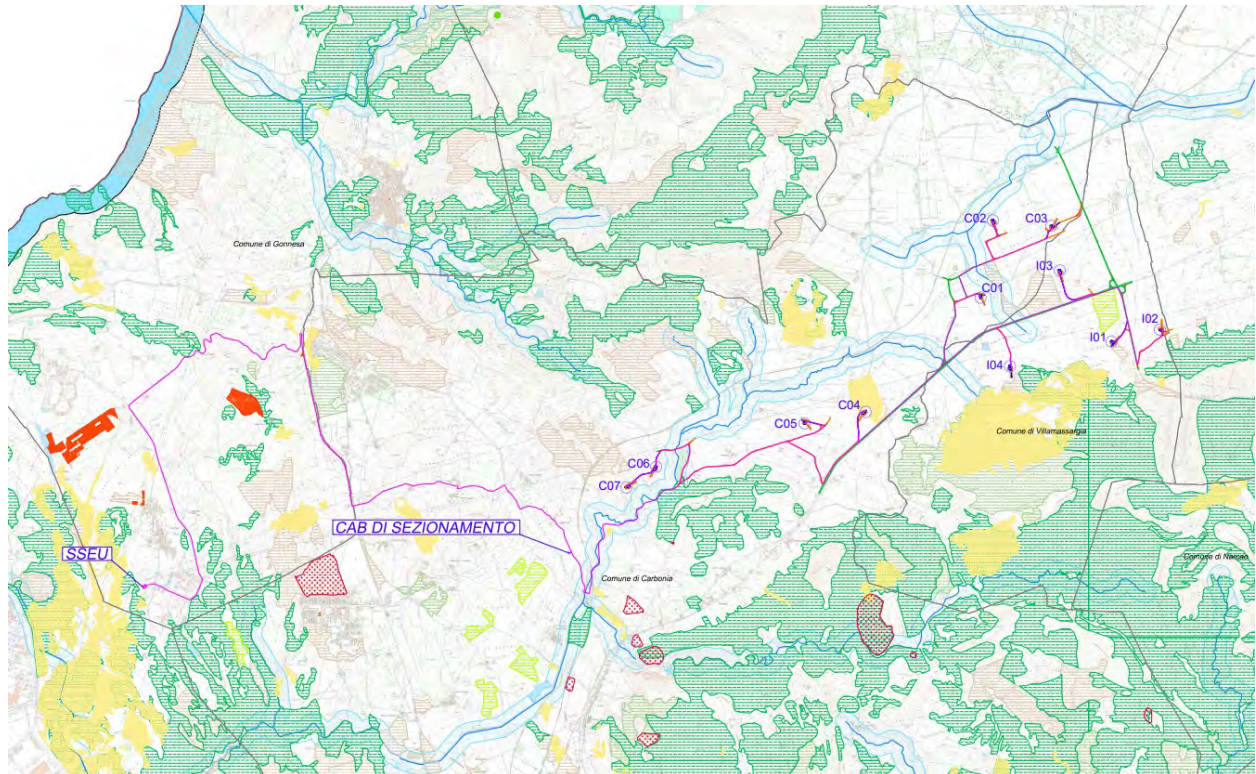 C02
C03
Comune di Gonnesa
I03
C01
I02
I01
I04
C04
C05
Comune di Villamassargia
C06
C07
CAB DI SEZIONAMENTO
SSEU
Comune di Narcao
Comune di Carbonia